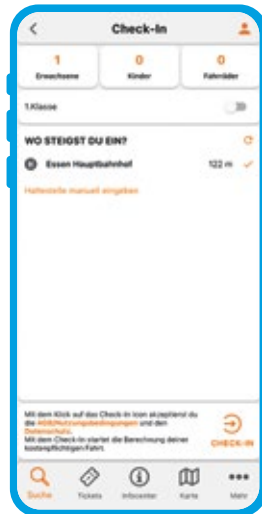 Check-In
1 0 0
Erwachsene Kinder Fahrräder
1.Klasse
WO STEIGST DU EIN?
Essen Hauptbahnhof 122 m
Haltestelle manuell eingeben
Mit dem Klick auf das Check-In Icon akzeptierst du
die AGB/Nutzungsbedingungen und den
Datenschutz.
Mit dem Check-In startet die Berechnung deiner
kostenpflichtigen Fahrt.
CHECK-IN
Suche Tickets Infocenter Karte Mehr